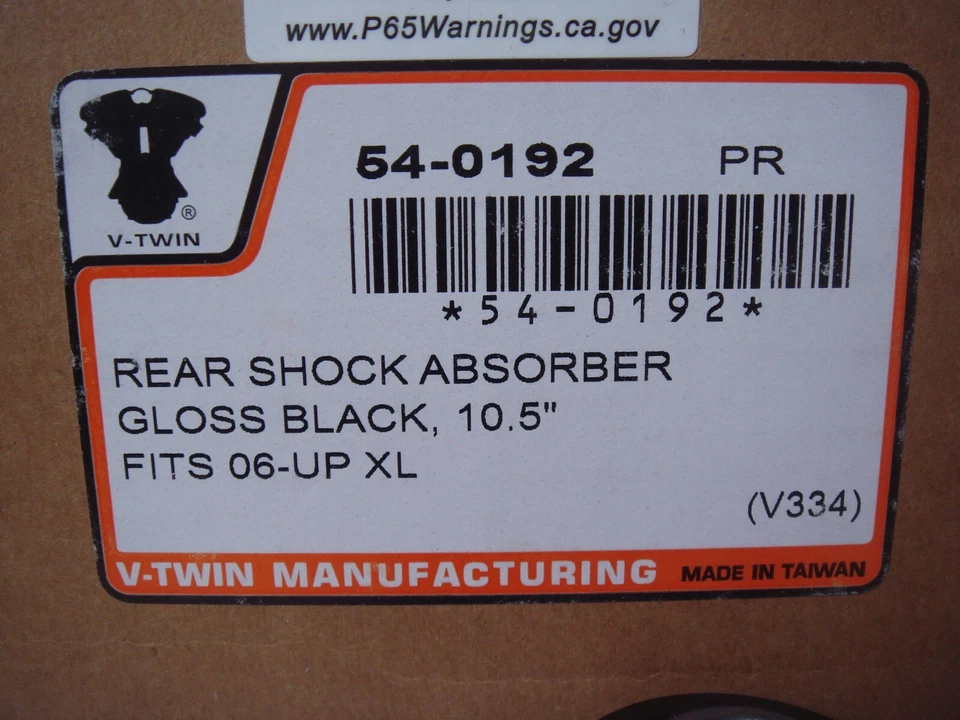 www.P65Warnings.ca.gov
54-0192 PR
®
V-TWIN
*54-0192*
REAR SHOCK ABSORBER
GLOSS BLACK, 10.5"
FITS 06-UP XL
(V334)
V-TWIN MANUFACTURING MADE IN TAIWAN